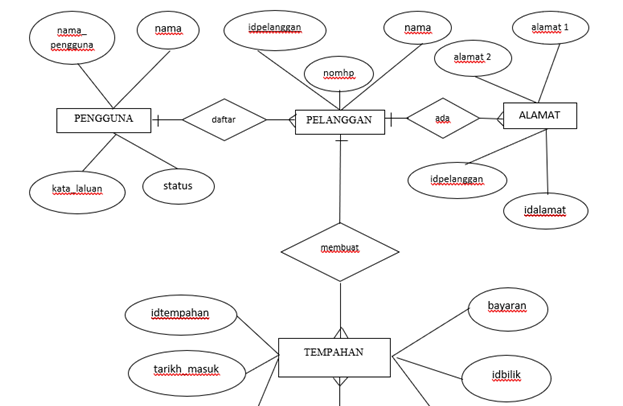 nama_
pengguna
nama
idpelanggan
nama
alamat 1
alamat 2
nomhp
PENGGUNA
daftar
PELANGGAN
ada
ALAMAT
kata_laluan
status
idpelanggan
idalamat
membuat
idtempahan
bayaran
TEMPAHAN
tarikh_masuk
idbilik